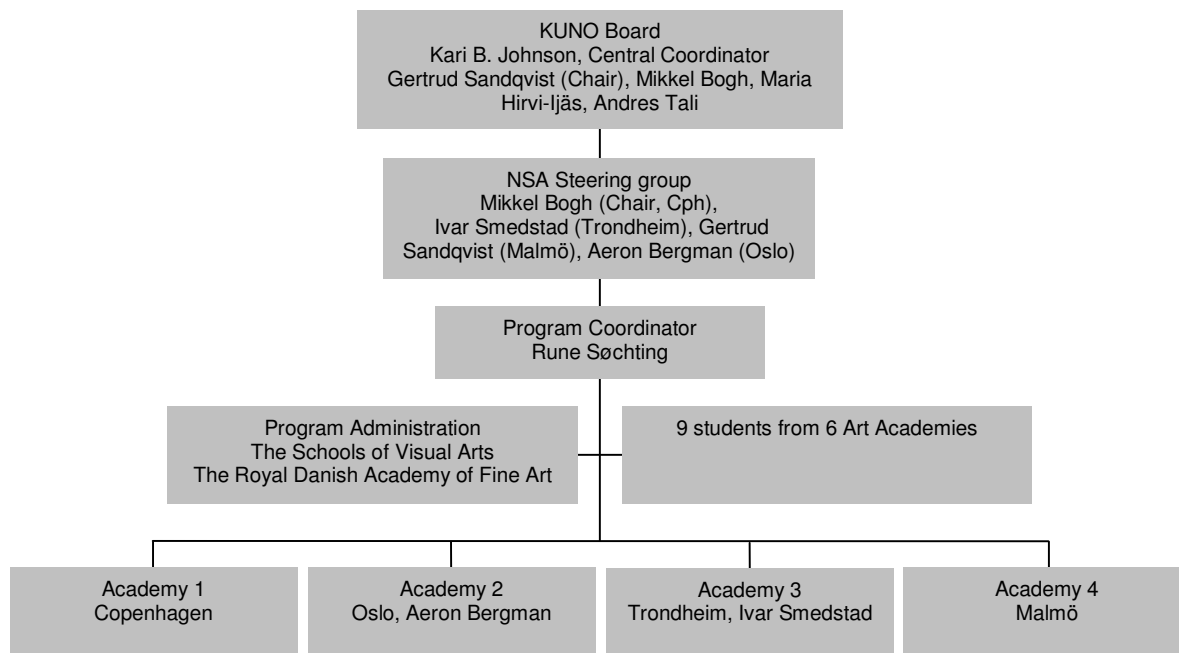 KUNO Board
Kari B. Johnson, Central Coordinator
Gertrud Sandqvist (Chair), Mikkel Bogh, Maria
Hirvi-Ijäs, Andres Tali
NSA Steering group
Mikkel Bogh (Chair, Cph),
Ivar Smedstad (Trondheim), Gertrud
Sandqvist (Malmö), Aeron Bergman (Oslo)
Program Coordinator
Rune Søchting
Program Administration
The Schools of Visual Arts
The Royal Danish Academy of Fine Art
9 students from 6 Art Academies
Academy 1
Copenhagen
Academy 2
Oslo, Aeron Bergman
Academy 3
Trondheim, Ivar Smedstad
Academy 4
Malmö